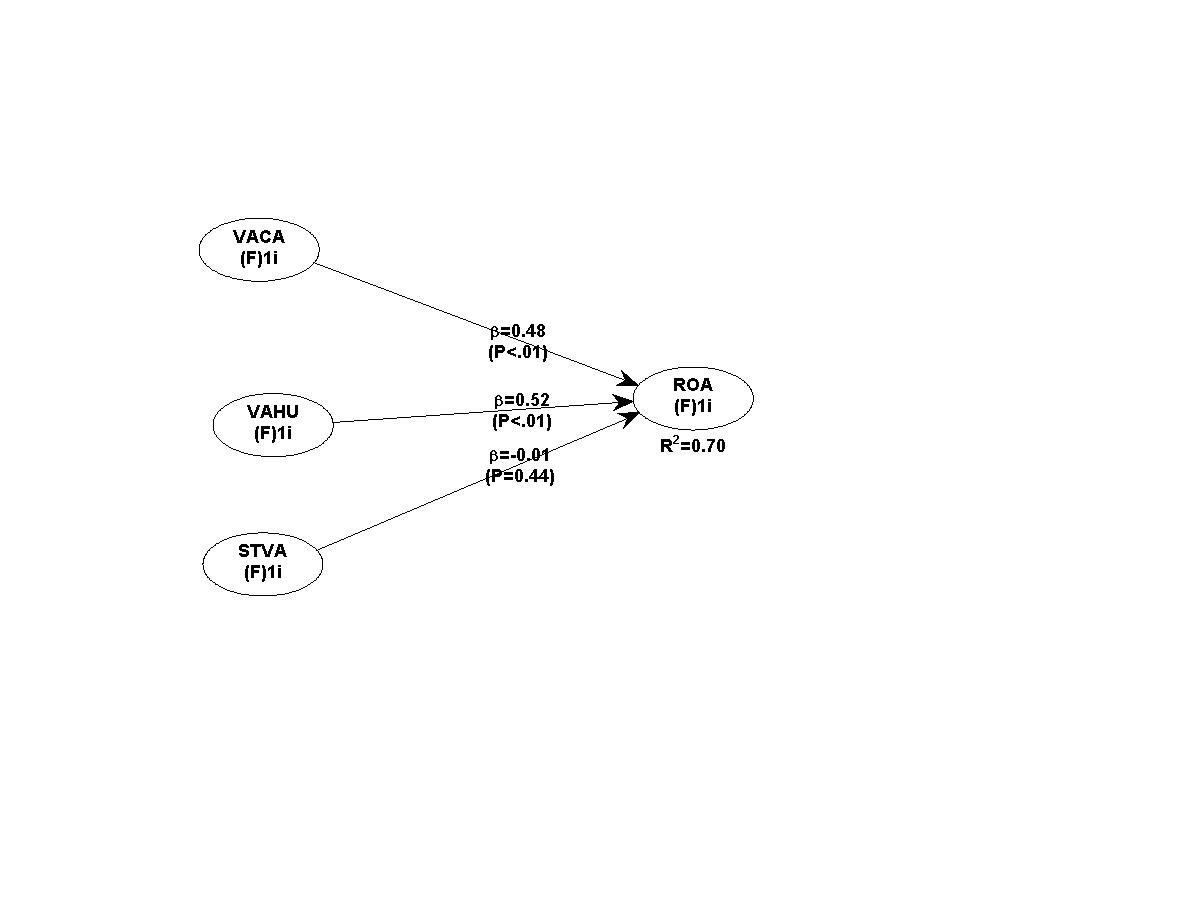 VACA
(F)1i
β=0.48
(P<.01)
ROA
(F)1i
R²=0.70
VAHU
(F)1i
β=0.52
(P<.01)
β=-0.01
(P=0.44)
STVA
(F)1i